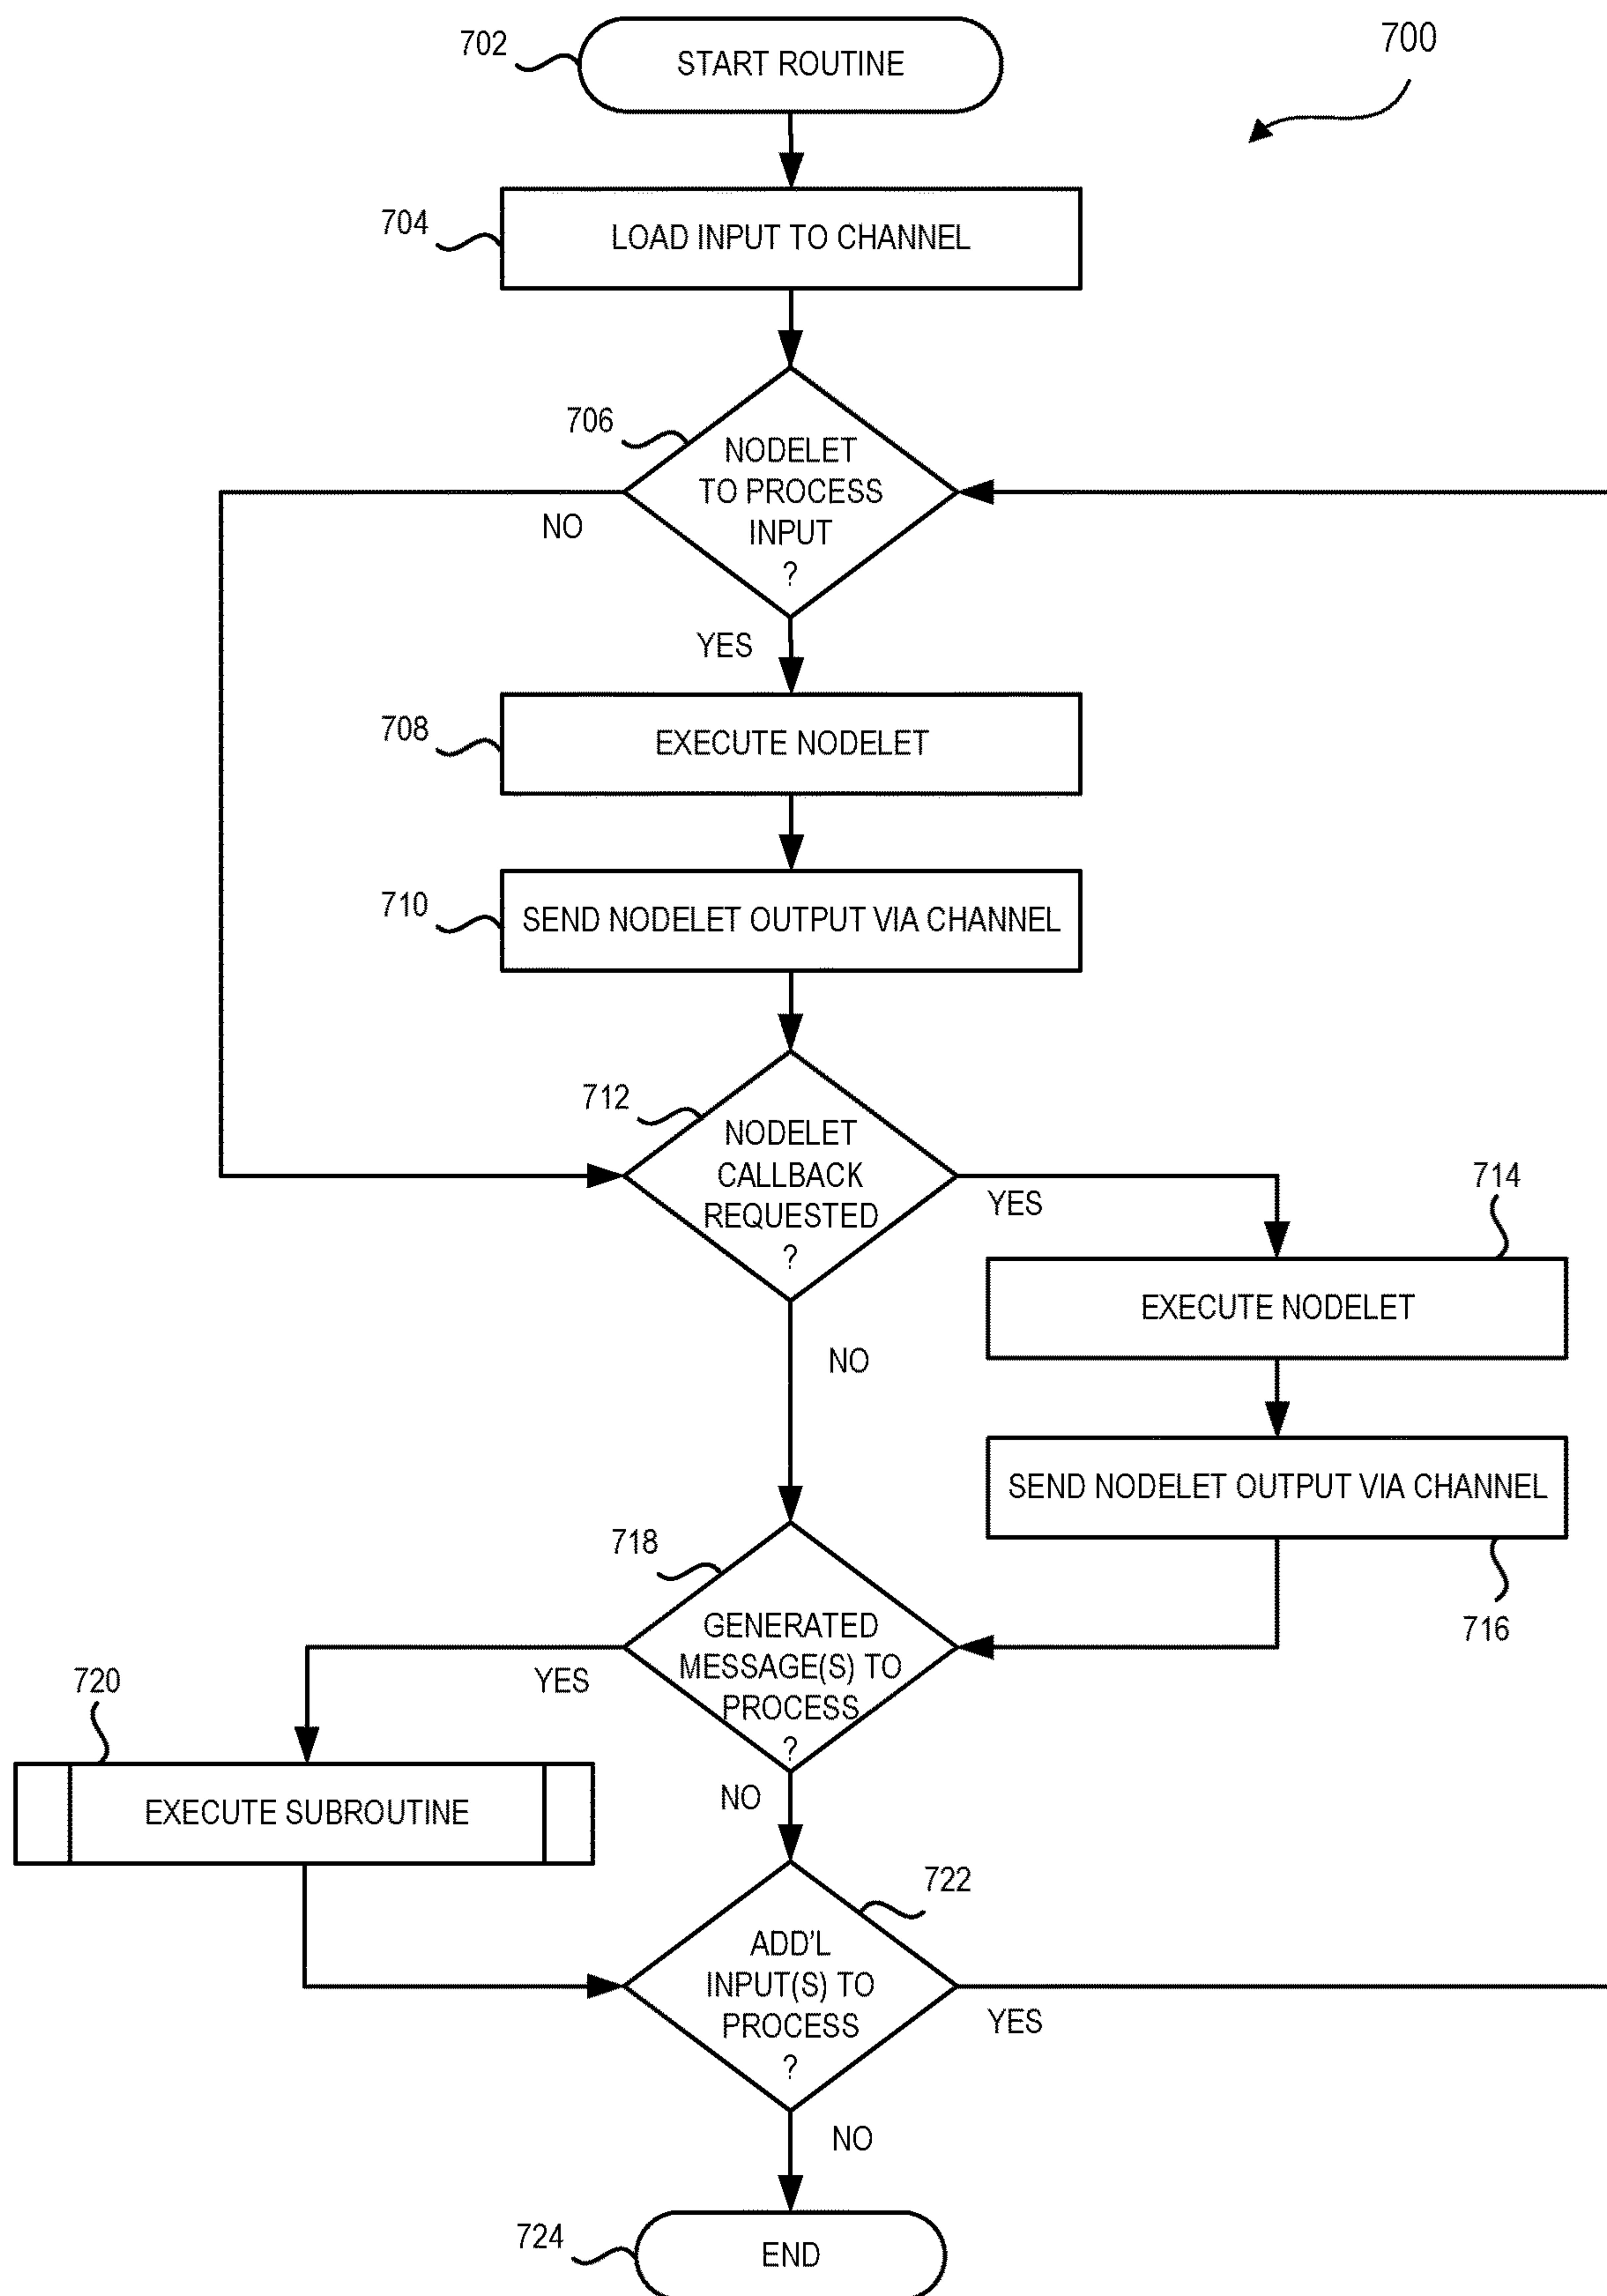 702
START ROUTINE
700
704
LOAD INPUT TO CHANNEL
706
NODELET
TO PROCESS
INPUT
?
NO
YES
708
EXECUTE NODELET
710
SEND NODELET OUTPUT VIA CHANNEL
712
NODELET
CALLBACK
REQUESTED
?
YES
714
EXECUTE NODELET
NO
SEND NODELET OUTPUT VIA CHANNEL
716
718
GENERATED
MESSAGE(S) TO
PROCESS
?
YES
720
EXECUTE SUBROUTINE
NO
722
ADD'L
INPUT(S) TO
PROCESS
?
YES
NO
724
END